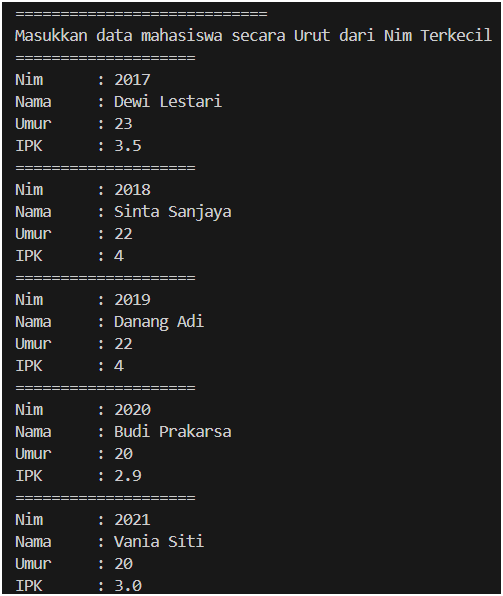 ============================
Masukkan data mahasiswa secara Urut dari Nim Terkecil
====================
Nim      : 2017
Nama     : Dewi Lestari
Umur     : 23
IPK      : 3.5
====================
Nim      : 2018
Nama     : Sinta Sanjaya
Umur     : 22
IPK      : 4
====================
Nim      : 2019
Nama     : Danang Adi
Umur     : 22
IPK      : 4
====================
Nim      : 2020
Nama     : Budi Prakarsa
Umur     : 20
IPK      : 2.9
====================
Nim      : 2021
Nama     : Vania Siti
Umur     : 20
IPK      : 3.0